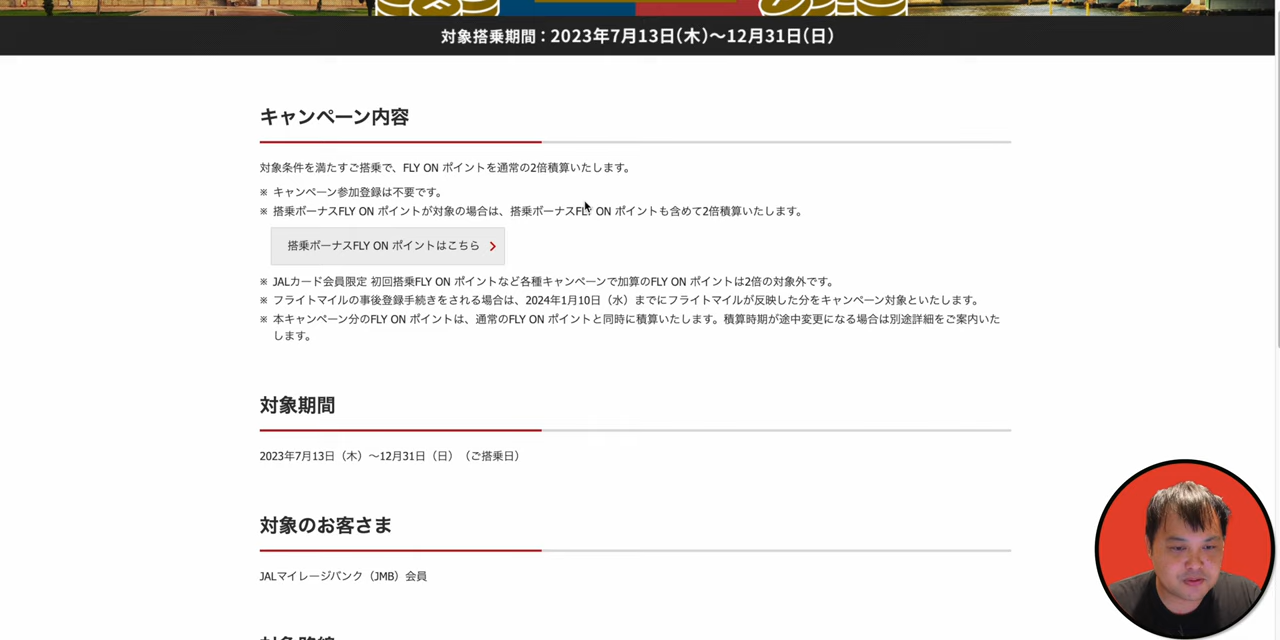 対象搭乗期間：2023年7月13日(木)～12月31日(日)
キャンペーン内容
対象条件を満たすご搭乗で、FLY ON ポイントを通常の2倍積算いたします。
※ キャンペーン参加登録は不要です。
※ 搭乗ボーナスFLY ON ポイントが対象の場合は、搭乗ボーナスFLY ON ポイントも含めて2倍積算いたします。
搭乗ボーナスFLY ON ポイントはこちら
※ JALカード会員限定 初回搭乗FLY ON ポイントなど各種キャンペーンで加算のFLY ON ポイントは2倍の対象外です。
※ フライトマイルの事後登録手続きをされる場合は、2024年1月10日（水）までにフライトマイルが反映した分をキャンペーン対象といたします。
※ 本キャンペーン分のFLY ON ポイントは、通常のFLY ON ポイントと同時に積算いたします。積算時期が途中変更になる場合は別途詳細をご案内いた
します。
対象期間
2023年7月13日（木）～12月31日（日）（ご搭乗日）
対象のお客さま
JALマイレージバンク（JMB）会員